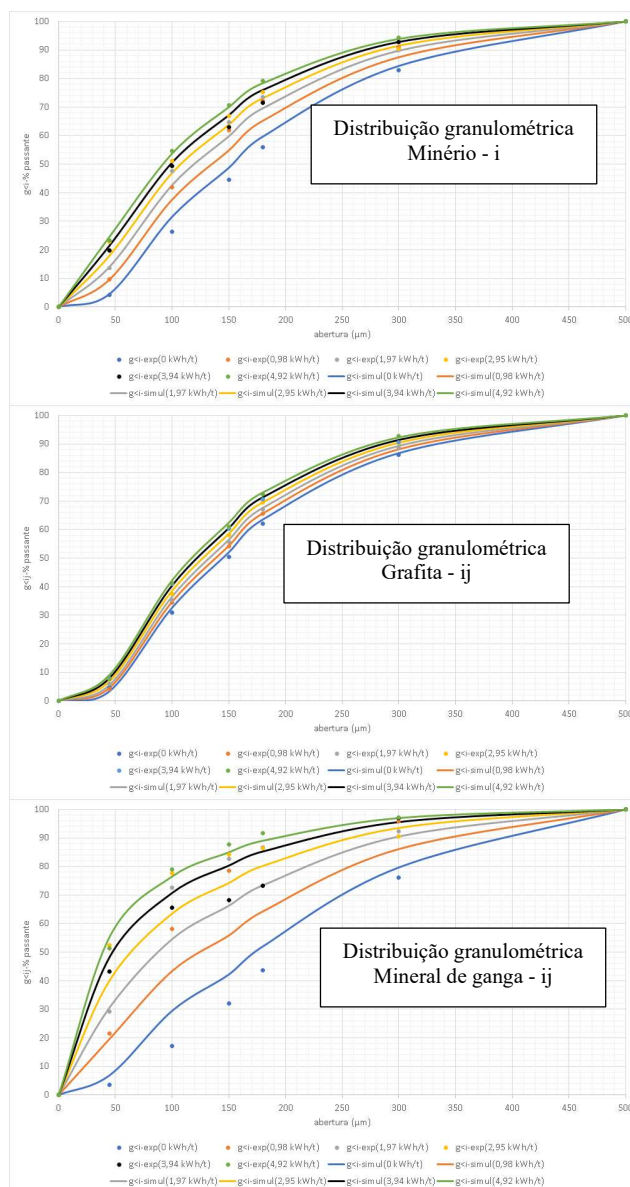 100
90
80
70
60
50
40
30
20
10
0
g<i-% passante
0 50 100 150 200 250 300 350 400 450 500
abertura (µm)
Distribuição granulométrica
Minério - i
g<i-exp(0 kWh/t) g<i-exp(0,98 kWh/t) g<i-exp(1,97 kWh/t) g<i-exp(2,95 kWh/t)
g<i-exp(3,94 kWh/t) g<i-exp(4,92 kWh/t) g<i-simul(0 kWh/t) g<i-simul(0,98 kWh/t)
g<i-simul(1,97 kWh/t) g<i-simul(2,95 kWh/t) g<i-simul(3,94 kWh/t) g<i-simul(4,92 kWh/t)
100
90
80
70
60
50
40
30
20
10
0
g<ij-% passante
0 50 100 150 200 250 300 350 400 450 500
abertura (µm)
Distribuição granulométrica
Grafita - ij
g<i-exp(0 kWh/t) g<i-exp(0,98 kWh/t) g<i-exp(1,97 kWh/t) g<i-exp(2,95 kWh/t)
g<i-exp(3,94 kWh/t) g<i-exp(4,92 kWh/t) g<i-simul(0 kWh/t) g<i-simul(0,98 kWh/t)
g<i-simul(1,97 kWh/t) g<i-simul(2,95 kWh/t) g<i-simul(3,94 kWh/t) g<i-simul(4,92 kWh/t)
100
90
80
70
60
50
40
30
20
10
0
g<ij-% passante
0 50 100 150 200 250 300 350 400 450 500
abertura (µm)
Distribuição granulométrica
Mineral de ganga - ij
g<i-exp(0 kWh/t) g<i-exp(0,98 kWh/t) g<i-exp(1,97 kWh/t) g<i-exp(2,95 kWh/t)
g<i-exp(3,94 kWh/t) g<i-exp(4,92 kWh/t) g<i-simul(0 kWh/t) g<i-simul(0,98 kWh/t)
g<i-simul(1,97 kWh/t) g<i-simul(2,95 kWh/t) g<i-simul(3,94 kWh/t) g<i-simul(4,92 kWh/t)